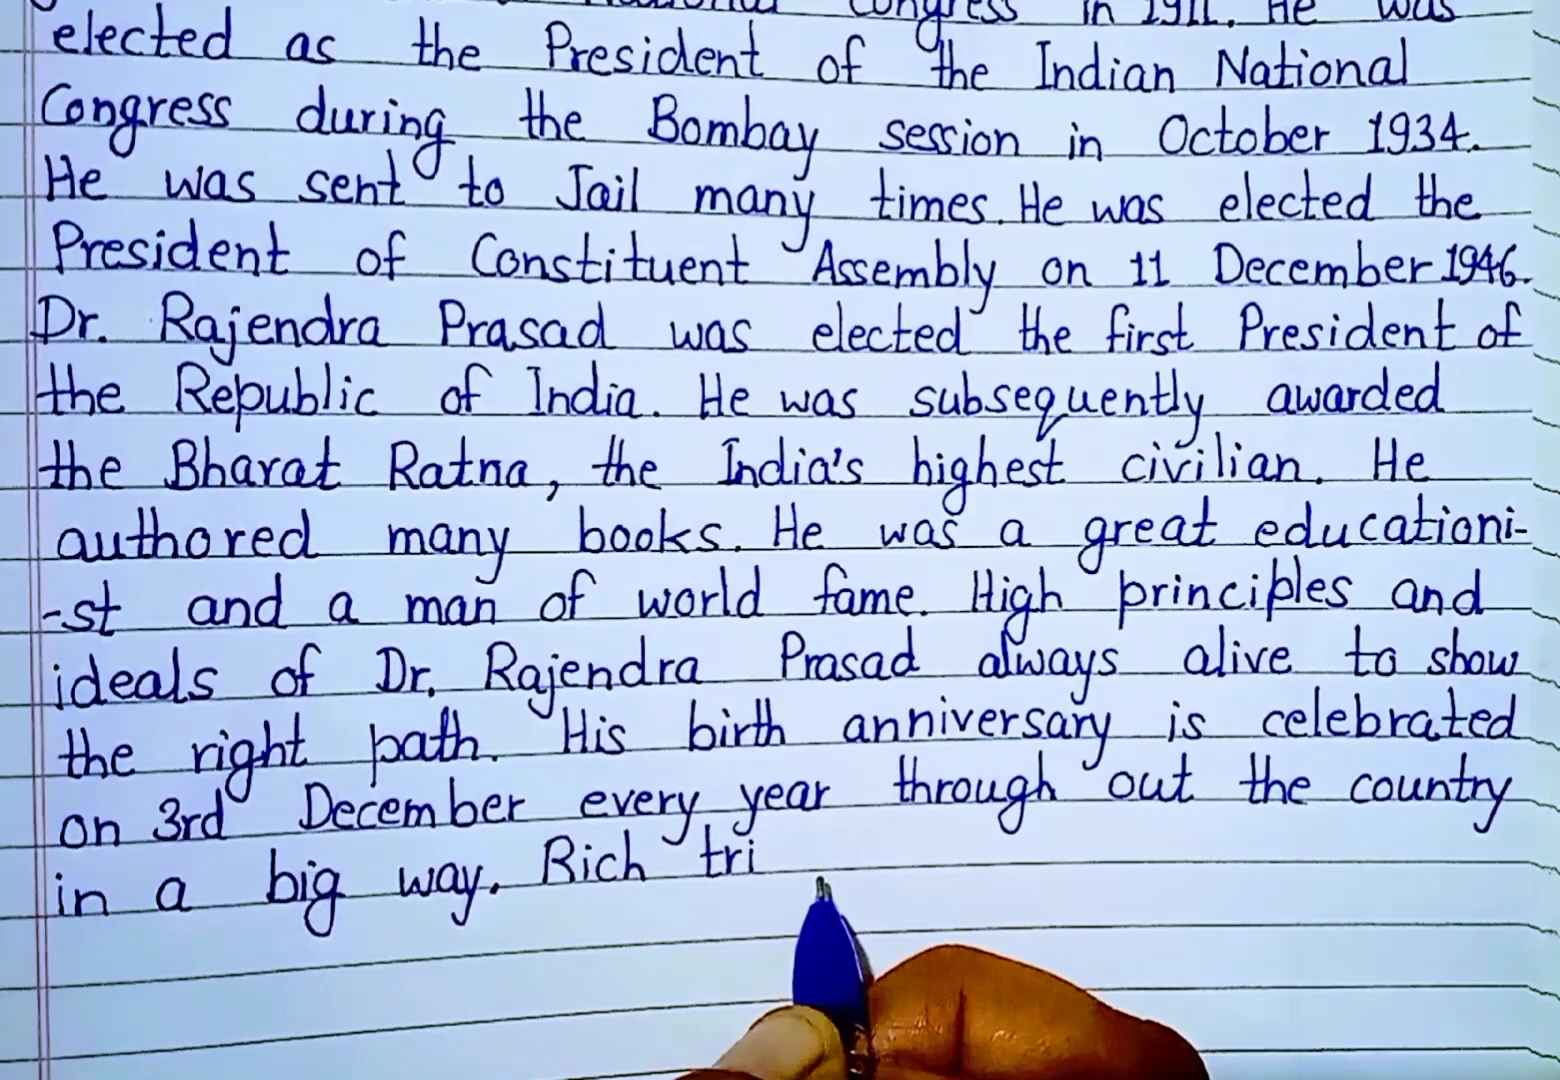 Congress in 1911. He was
elected as the President of the Indian National
Congress during the Bombay session in October 1934.
He was sent to Jail many times. He was elected the
President of Constituent Assembly on 11 December 1946.
Dr. Rajendra Prasad was elected the first President of
the Republic of India. He was subsequently awarded
the Bharat Ratna, the India's highest civilian. He
authored many books. He was a great educationi-
-st and a man of world fame. High principles and
ideals of Dr. Rajendra Prasad always alive to show
the right path. His birth anniversary is celebrated
on 3rd December every year through out the country
in a big way. Rich tri